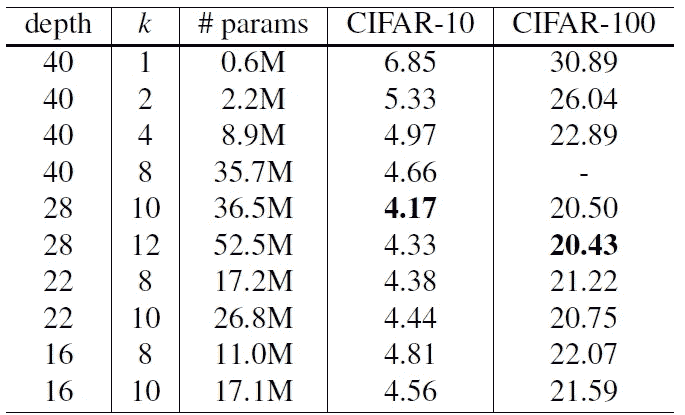 depth k # params CIFAR-10 CIFAR-100
40 1 0.6M 6.85 30.89
40 2 2.2M 5.33 26.04
40 4 8.9M 4.97 22.89
40 8 35.7M 4.66 -
28 10 36.5M 4.17 20.50
28 12 52.5M 4.33 20.43
22 8 17.2M 4.38 21.22
22 10 26.8M 4.44 20.75
16 8 11.0M 4.81 22.07
16 10 17.1M 4.56 21.59